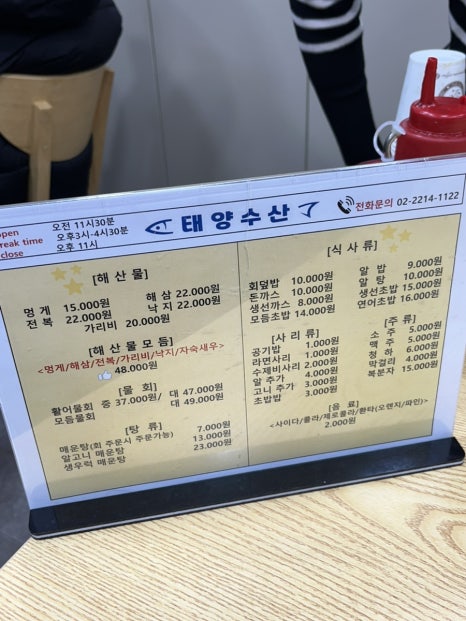 open 오전 11시30분
break time 오후3시-4시30분
close 오후 11시
태양수산
전화문의 02-2214-1122
[해산물]
멍게 15.000원 해삼 22.000원
전복 22.000원 낙지 22.000원
가리비 20.000원
[해산물모듬]
<멍게/해삼/전복/가리비/낙지/자숙새우>
48.000원
[물회]
활어물회 중 37.000원/ 대 47.000원
모듬물회 대 49.000원
[탕류]
매운탕(회 주문시 주문가능) 7.000원
알고니 매운탕 13.000원
생우럭 매운탕 23.000원
[식사류]
회덮밥 10.000원 알밥 9.000원
돈까스 10.000원 알탕 10.000원
생선까스 8.000원 생선초밥 15.000원
모듬초밥 14.000원 연어초밥 16.000원
[사리류]
공기밥 1.000원
라면사리 1.000원
수제비사리 2.000원
알 추가 4.000원
고니 추가 3.000원
초밥밥 3.000원
[주류]
소주 5.000원
맥주 5.000원
청하 6.000원
막걸리 4.000원
복분자 15.000원
[음료]
<사이다/콜라/제로콜라/환타(오렌지/파인)>
2.000원